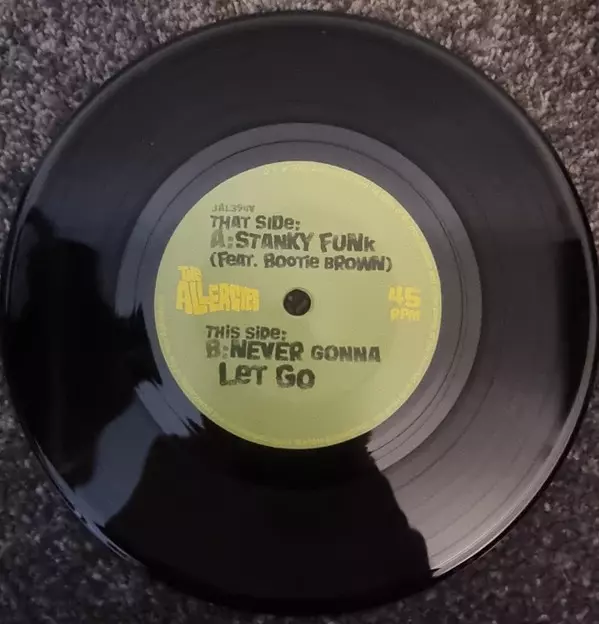 JAL394V
THAT SIDE:
A:STANKY FUNK
(FEAT. BOOTIE BROWN)
THE
ALLERGIES
45
RPM
THIS SIDE:
B:NEVER GONNA
LET GO